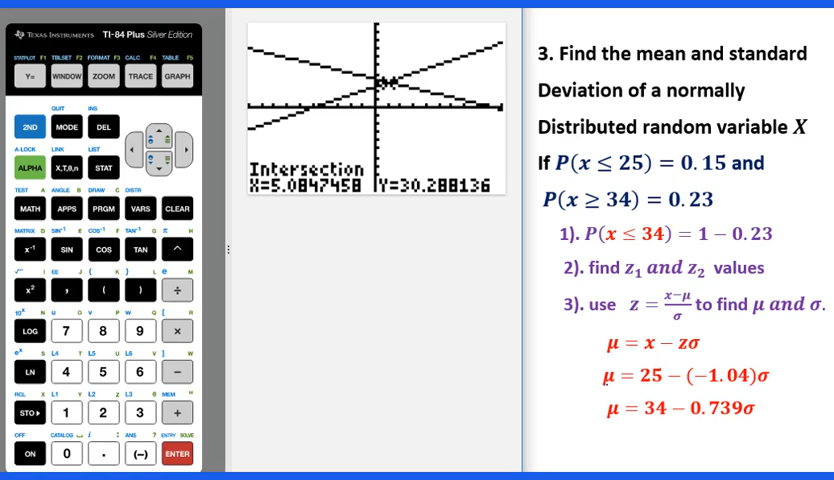 TEXAS INSTRUMENTS TI-84 Plus Silver Edition
STATPLOT F1 TBLSET F2 FORMAT F3 CALC F4 TABLE F5
Y= WINDOW ZOOM TRACE GRAPH
QUIT INS
2ND MODE DEL
A-LOCK LINK LIST
ALPHA X,T,θ,n STAT
TEST A ANGLE B DRAW C DISTR
MATH APPS PRGM VARS CLEAR
MATRIX D SIN⁻¹ E COS⁻¹ F TAN⁻¹ G π H
x⁻¹ SIN COS TAN ^
√ I EE J { K } L e M
x² , ( ) ÷
10ˣ N u O v P w Q [ R
LOG 7 8 9 ×
eˣ S L4 T L5 U L6 V ] W
LN 4 5 6 −
RCL X L1 Y L2 Z L3 θ MEM "
STO▸ 1 2 3 +
OFF CATALOG i : ANS ? ENTRY SOLVE
ON 0 . (−) ENTER
Intersection
X=5.0847458 Y=30.288136
3. Find the mean and standard
Deviation of a normally
Distributed random variable X
If P(x ≤ 25) = 0.15 and
P(x ≥ 34) = 0.23
1). P(x ≤ 34) = 1 − 0.23
2). find z₁ and z₂ values
3). use z = (x−μ)/σ to find μ and σ.
μ = x − zσ
μ = 25 − (−1.04)σ
μ = 34 − 0.739σ